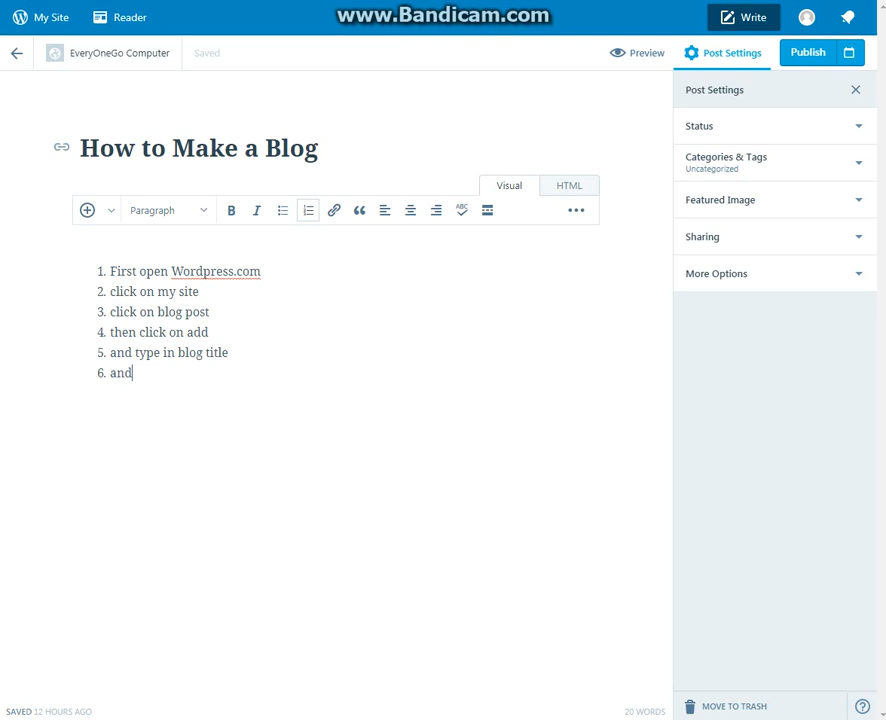 www.Bandicam.com
My Site Reader Write
EveryOneGo Computer Saved Preview Post Settings Publish
Post Settings
Status
Categories & Tags
Uncategorized
Featured Image
Sharing
More Options
How to Make a Blog
Visual HTML
Paragraph B I ABC
1. First open Wordpress.com
2. click on my site
3. click on blog post
4. then click on add
5. and type in blog title
6. and
SAVED 12 HOURS AGO 20 WORDS MOVE TO TRASH